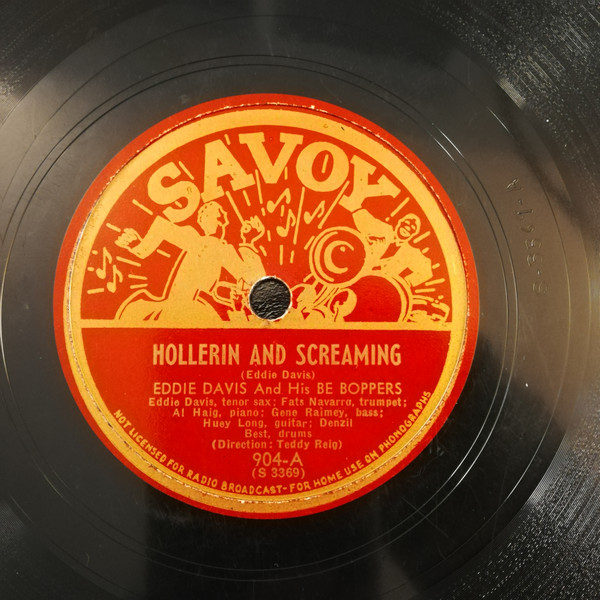 SAVOY
C
HOLLERIN AND SCREAMING
(Eddie Davis)
EDDIE DAVIS And His BE BOPPERS
Eddie Davis, tenor sax; Fats Navarro, trumpet;
Al Haig, piano; Gene Raimey, bass;
Huey Long, guitar; Denzil
Best, drums
(Direction: Teddy Reig)
904-A
(S 3369)
NOT LICENSED FOR RADIO BROADCAST-FOR HOME USE ON PHONOGRAPHS